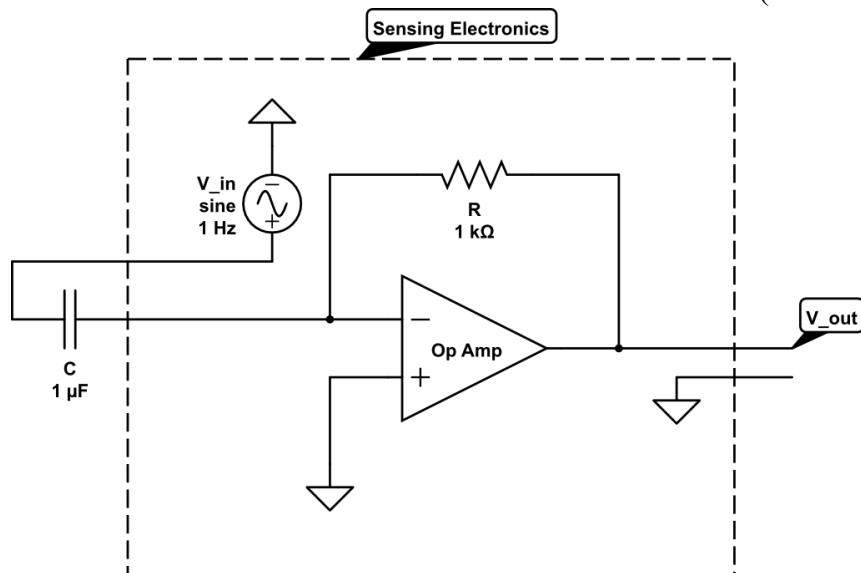 (
Sensing Electronics
V_in
sine
1 Hz
−
+
R
1 kΩ
C
1 µF
−
Op Amp
+
V_out